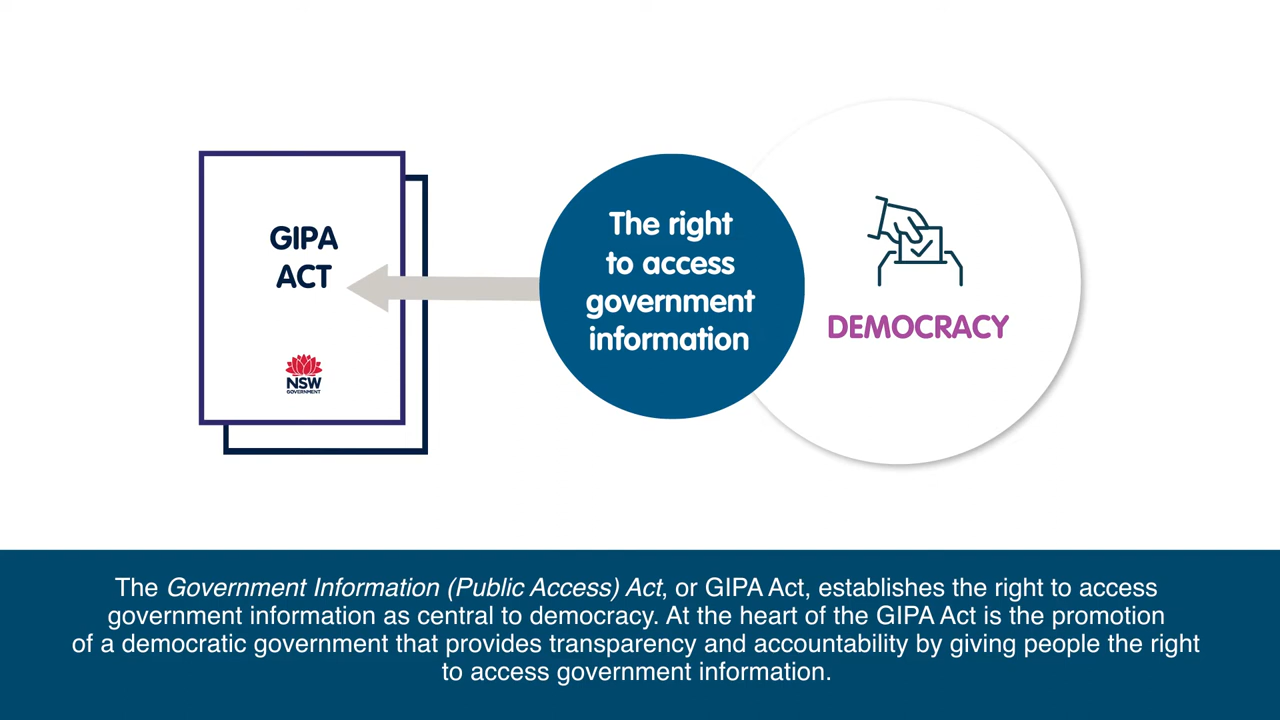 GIPA
ACT
NSW
GOVERNMENT
The right
to access
government
information
DEMOCRACY
The Government Information (Public Access) Act, or GIPA Act, establishes the right to access
government information as central to democracy. At the heart of the GIPA Act is the promotion
of a democratic government that provides transparency and accountability by giving people the right
to access government information.